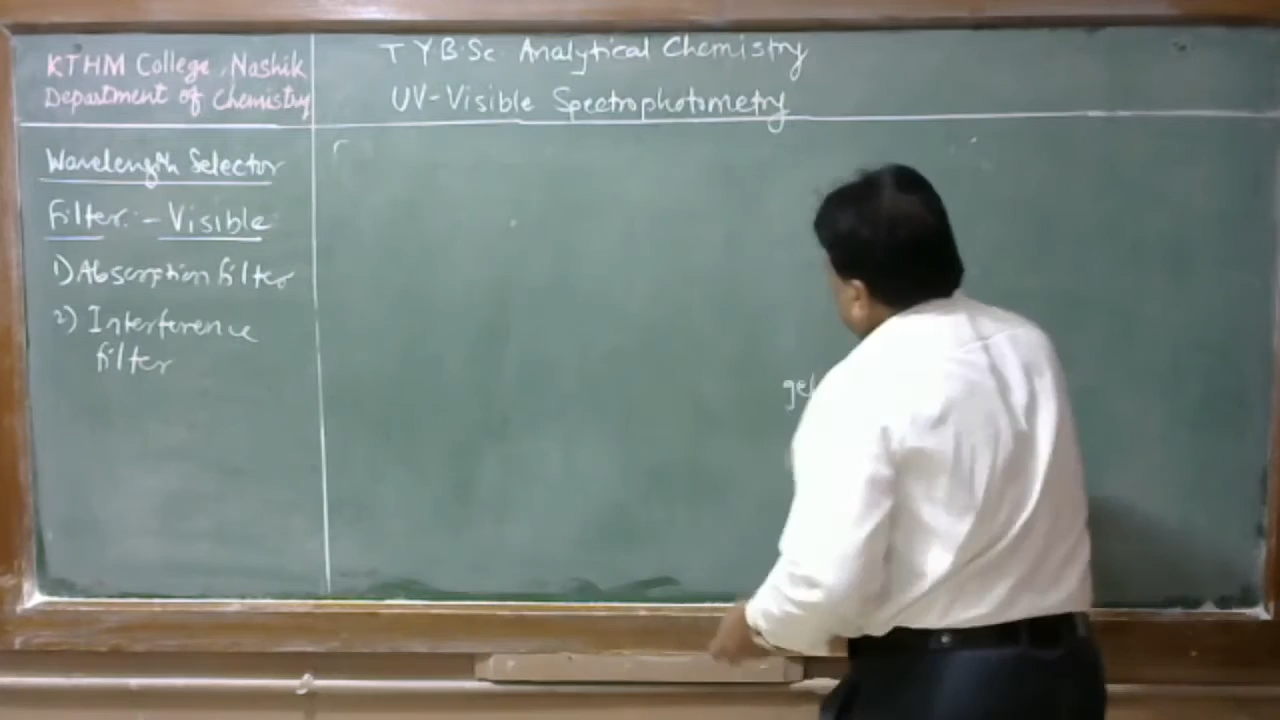 KTHM College, Nashik
Department of Chemistry
T Y B.Sc. Analytical Chemistry
UV-Visible Spectrophotometry
Wavelength Selector
Filter: - Visible
1) Absorption filter
2) Interference
filter